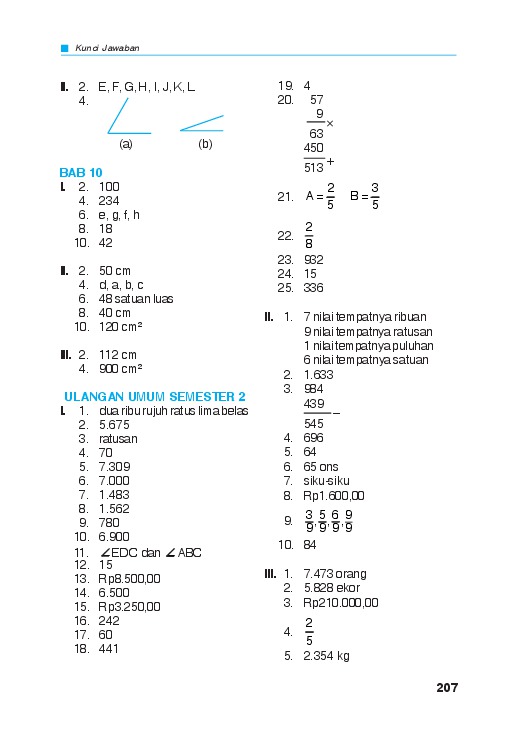 Kunci Jawaban
II. 2. E, F, G, H, I, J, K, L
4.
(a) (b)
BAB 10
I. 2. 100
4. 234
6. e, g, f, h
8. 18
10. 42
II. 2. 50 cm
4. d, a, b, c
6. 48 satuan luas
8. 40 cm
10. 120 cm²
III. 2. 112 cm
4. 900 cm²
ULANGAN UMUM SEMESTER 2
I. 1. dua ribu rujuh ratus lima belas
2. 5.675
3. ratusan
4. 70
5. 7.309
6. 7.000
7. 1.483
8. 1.562
9. 780
10. 6.900
11. ∠EDC dan ∠ABC
12. 15
13. Rp8.500,00
14. 6.500
15. Rp3.250,00
16. 242
17. 60
18. 441
19. 4
20. 57
9
×
63
450
+
513
21. A = 2/5 B = 3/5
22. 2/8
23. 932
24. 15
25. 336
II. 1. 7 nilai tempatnya ribuan
9 nilai tempatnya ratusan
1 nilai tempatnya puluhan
6 nilai tempatnya satuan
2. 1.633
3. 984
439
–
545
4. 696
5. 64
6. 65 ons
7. siku-siku
8. Rp1.600,00
9. 3/9, 5/9, 6/9, 9/9
10. 84
III. 1. 7.473 orang
2. 5.828 ekor
3. Rp210.000,00
4. 2/5
5. 2.354 kg
207